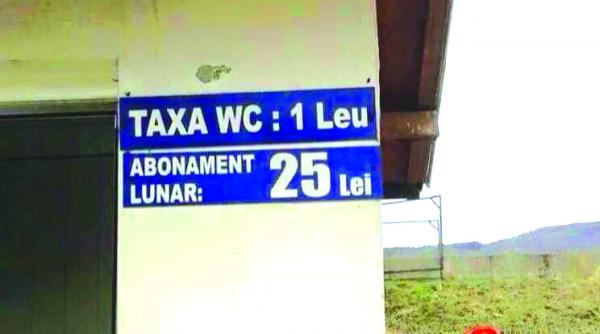 TAXA WC : 1 Leu
ABONAMENT
LUNAR: 25 Lei